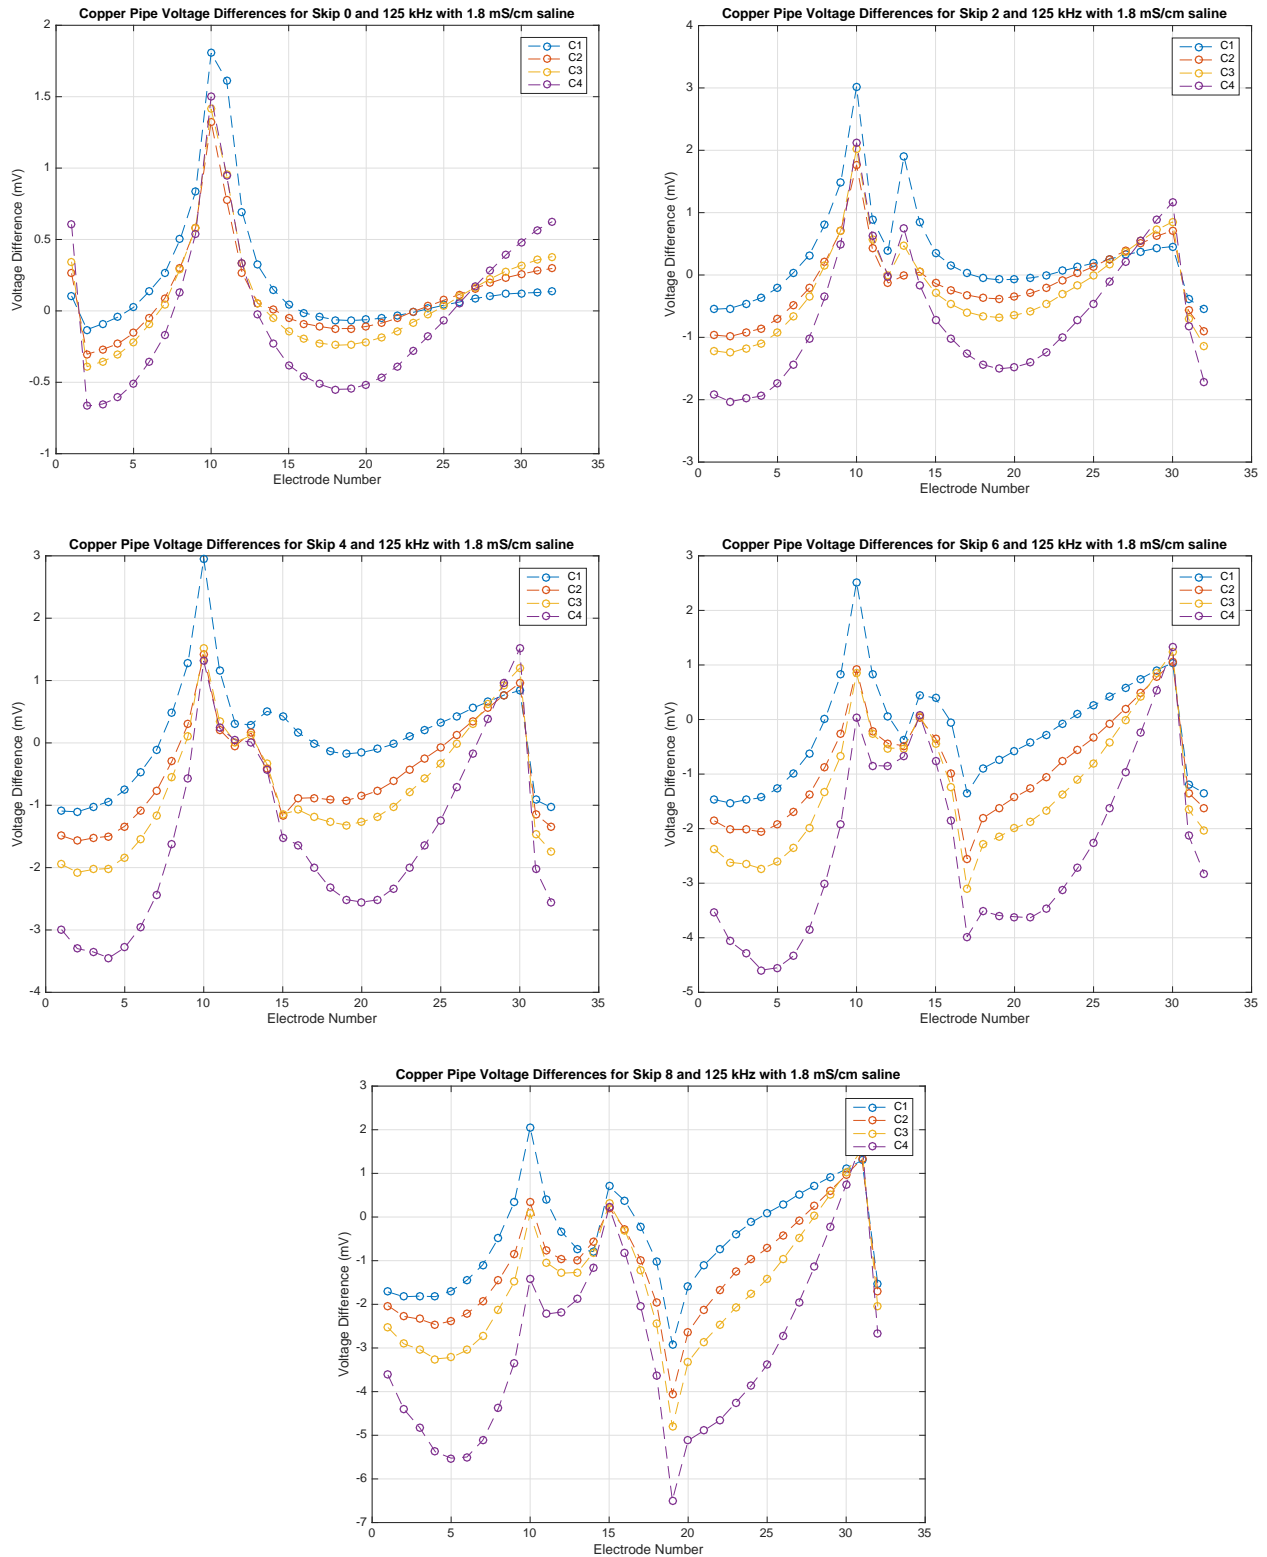 Copper Pipe Voltage Differences for Skip 0 and 125 kHz with 1.8 mS/cm saline
2
1.5
1
0.5
0
-0.5
-1
Voltage Difference (mV)
0 5 10 15 20 25 30 35
Electrode Number
C1
C2
C3
C4
Copper Pipe Voltage Differences for Skip 2 and 125 kHz with 1.8 mS/cm saline
4
3
2
1
0
-1
-2
-3
Voltage Difference (mV)
0 5 10 15 20 25 30 35
Electrode Number
C1
C2
C3
C4
Copper Pipe Voltage Differences for Skip 4 and 125 kHz with 1.8 mS/cm saline
3
2
1
0
-1
-2
-3
-4
Voltage Difference (mV)
0 5 10 15 20 25 30 35
Electrode Number
C1
C2
C3
C4
Copper Pipe Voltage Differences for Skip 6 and 125 kHz with 1.8 mS/cm saline
3
2
1
0
-1
-2
-3
-4
-5
Voltage Difference (mV)
0 5 10 15 20 25 30 35
Electrode Number
C1
C2
C3
C4
Copper Pipe Voltage Differences for Skip 8 and 125 kHz with 1.8 mS/cm saline
3
2
1
0
-1
-2
-3
-4
-5
-6
-7
Voltage Difference (mV)
0 5 10 15 20 25 30 35
Electrode Number
C1
C2
C3
C4